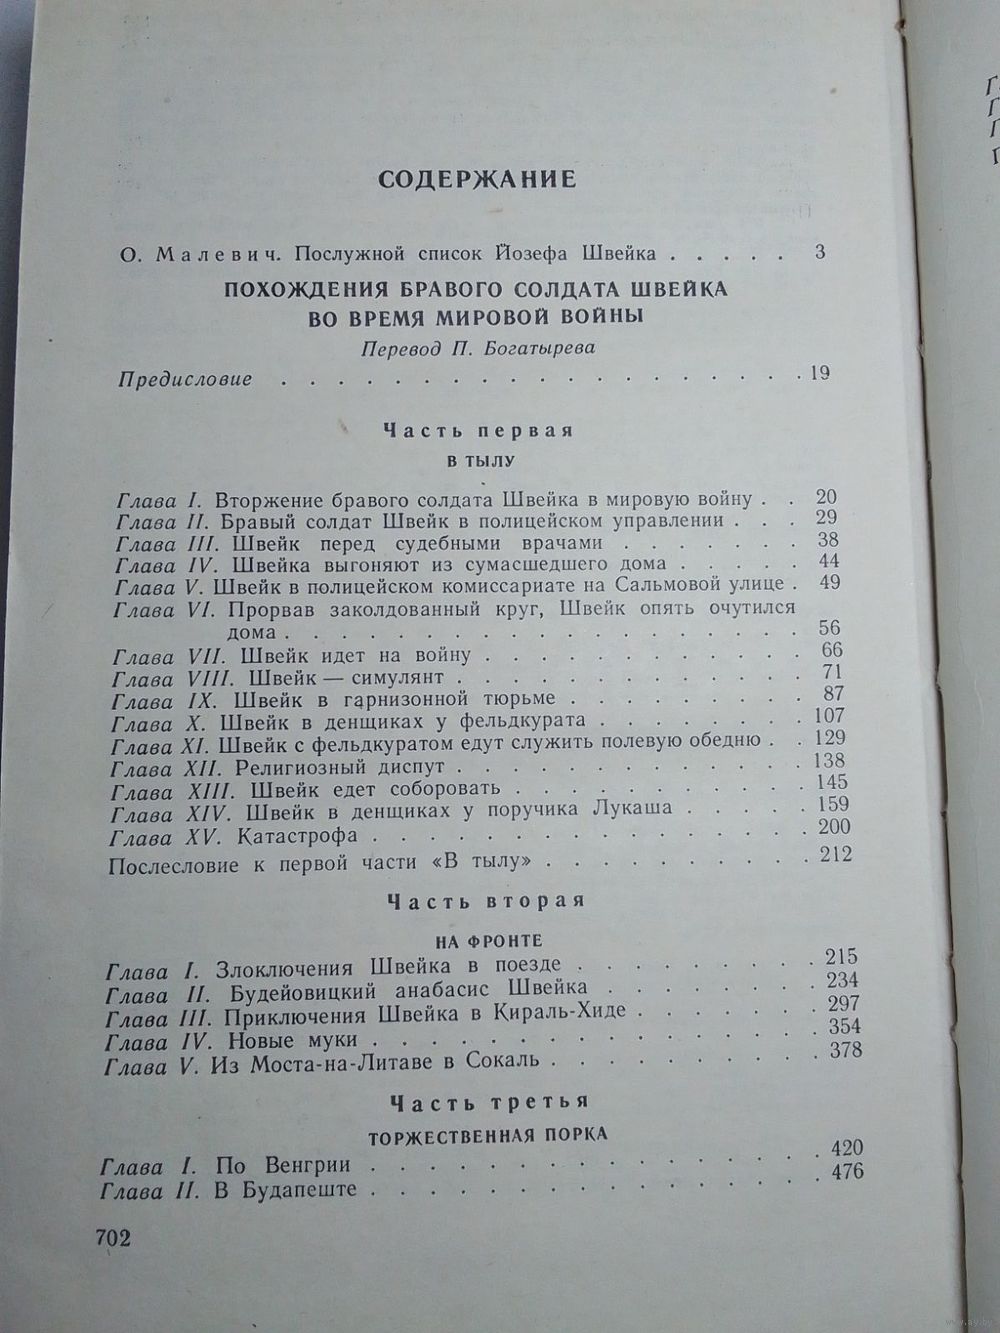 СОДЕРЖАНИЕ
О. Малевич. Послужной список Йозефа Швейка . . . . . 3
ПОХОЖДЕНИЯ БРАВОГО СОЛДАТА ШВЕЙКА
ВО ВРЕМЯ МИРОВОЙ ВОЙНЫ
Перевод П. Богатырева
Предисловие . . . . . . . . . . . . . . . . . . . 19
Часть первая
В ТЫЛУ
Глава I. Вторжение бравого солдата Швейка в мировую войну . . 20
Глава II. Бравый солдат Швейк в полицейском управлении . . . 29
Глава III. Швейк перед судебными врачами . . . . . . . 38
Глава IV. Швейка выгоняют из сумасшедшего дома . . . . . 44
Глава V. Швейк в полицейском комиссариате на Сальмовой улице . 49
Глава VI. Прорвав заколдованный круг, Швейк опять очутился
дома . . . . . . . . . . . . . . . . . . . 56
Глава VII. Швейк идет на войну . . . . . . . . . . . . 66
Глава VIII. Швейк — симулянт . . . . . . . . . . . . . 71
Глава IX. Швейк в гарнизонной тюрьме . . . . . . . . . 87
Глава X. Швейк в денщиках у фельдкурата . . . . . . . . 107
Глава XI. Швейк с фельдкуратом едут служить полевую обедню . . 129
Глава XII. Религиозный диспут . . . . . . . . . . . . . 138
Глава XIII. Швейк едет соборовать . . . . . . . . . . . 145
Глава XIV. Швейк в денщиках у поручика Лукаша . . . . . 159
Глава XV. Катастрофа . . . . . . . . . . . . . . . . 200
Послесловие к первой части «В тылу» . . . . . . . . . . 212
Часть вторая
НА ФРОНТЕ
Глава I. Злоключения Швейка в поезде . . . . . . . . . 215
Глава II. Будейовицкий анабасис Швейка . . . . . . . . 234
Глава III. Приключения Швейка в Кираль-Хиде . . . . . . . 297
Глава IV. Новые муки . . . . . . . . . . . . . . . . 354
Глава V. Из Моста-на-Литаве в Сокаль . . . . . . . . . . 378
Часть третья
ТОРЖЕСТВЕННАЯ ПОРКА
Глава I. По Венгрии . . . . . . . . . . . . . . . . 420
Глава II. В Будапеште . . . . . . . . . . . . . . . . 476
702
www.ay.by